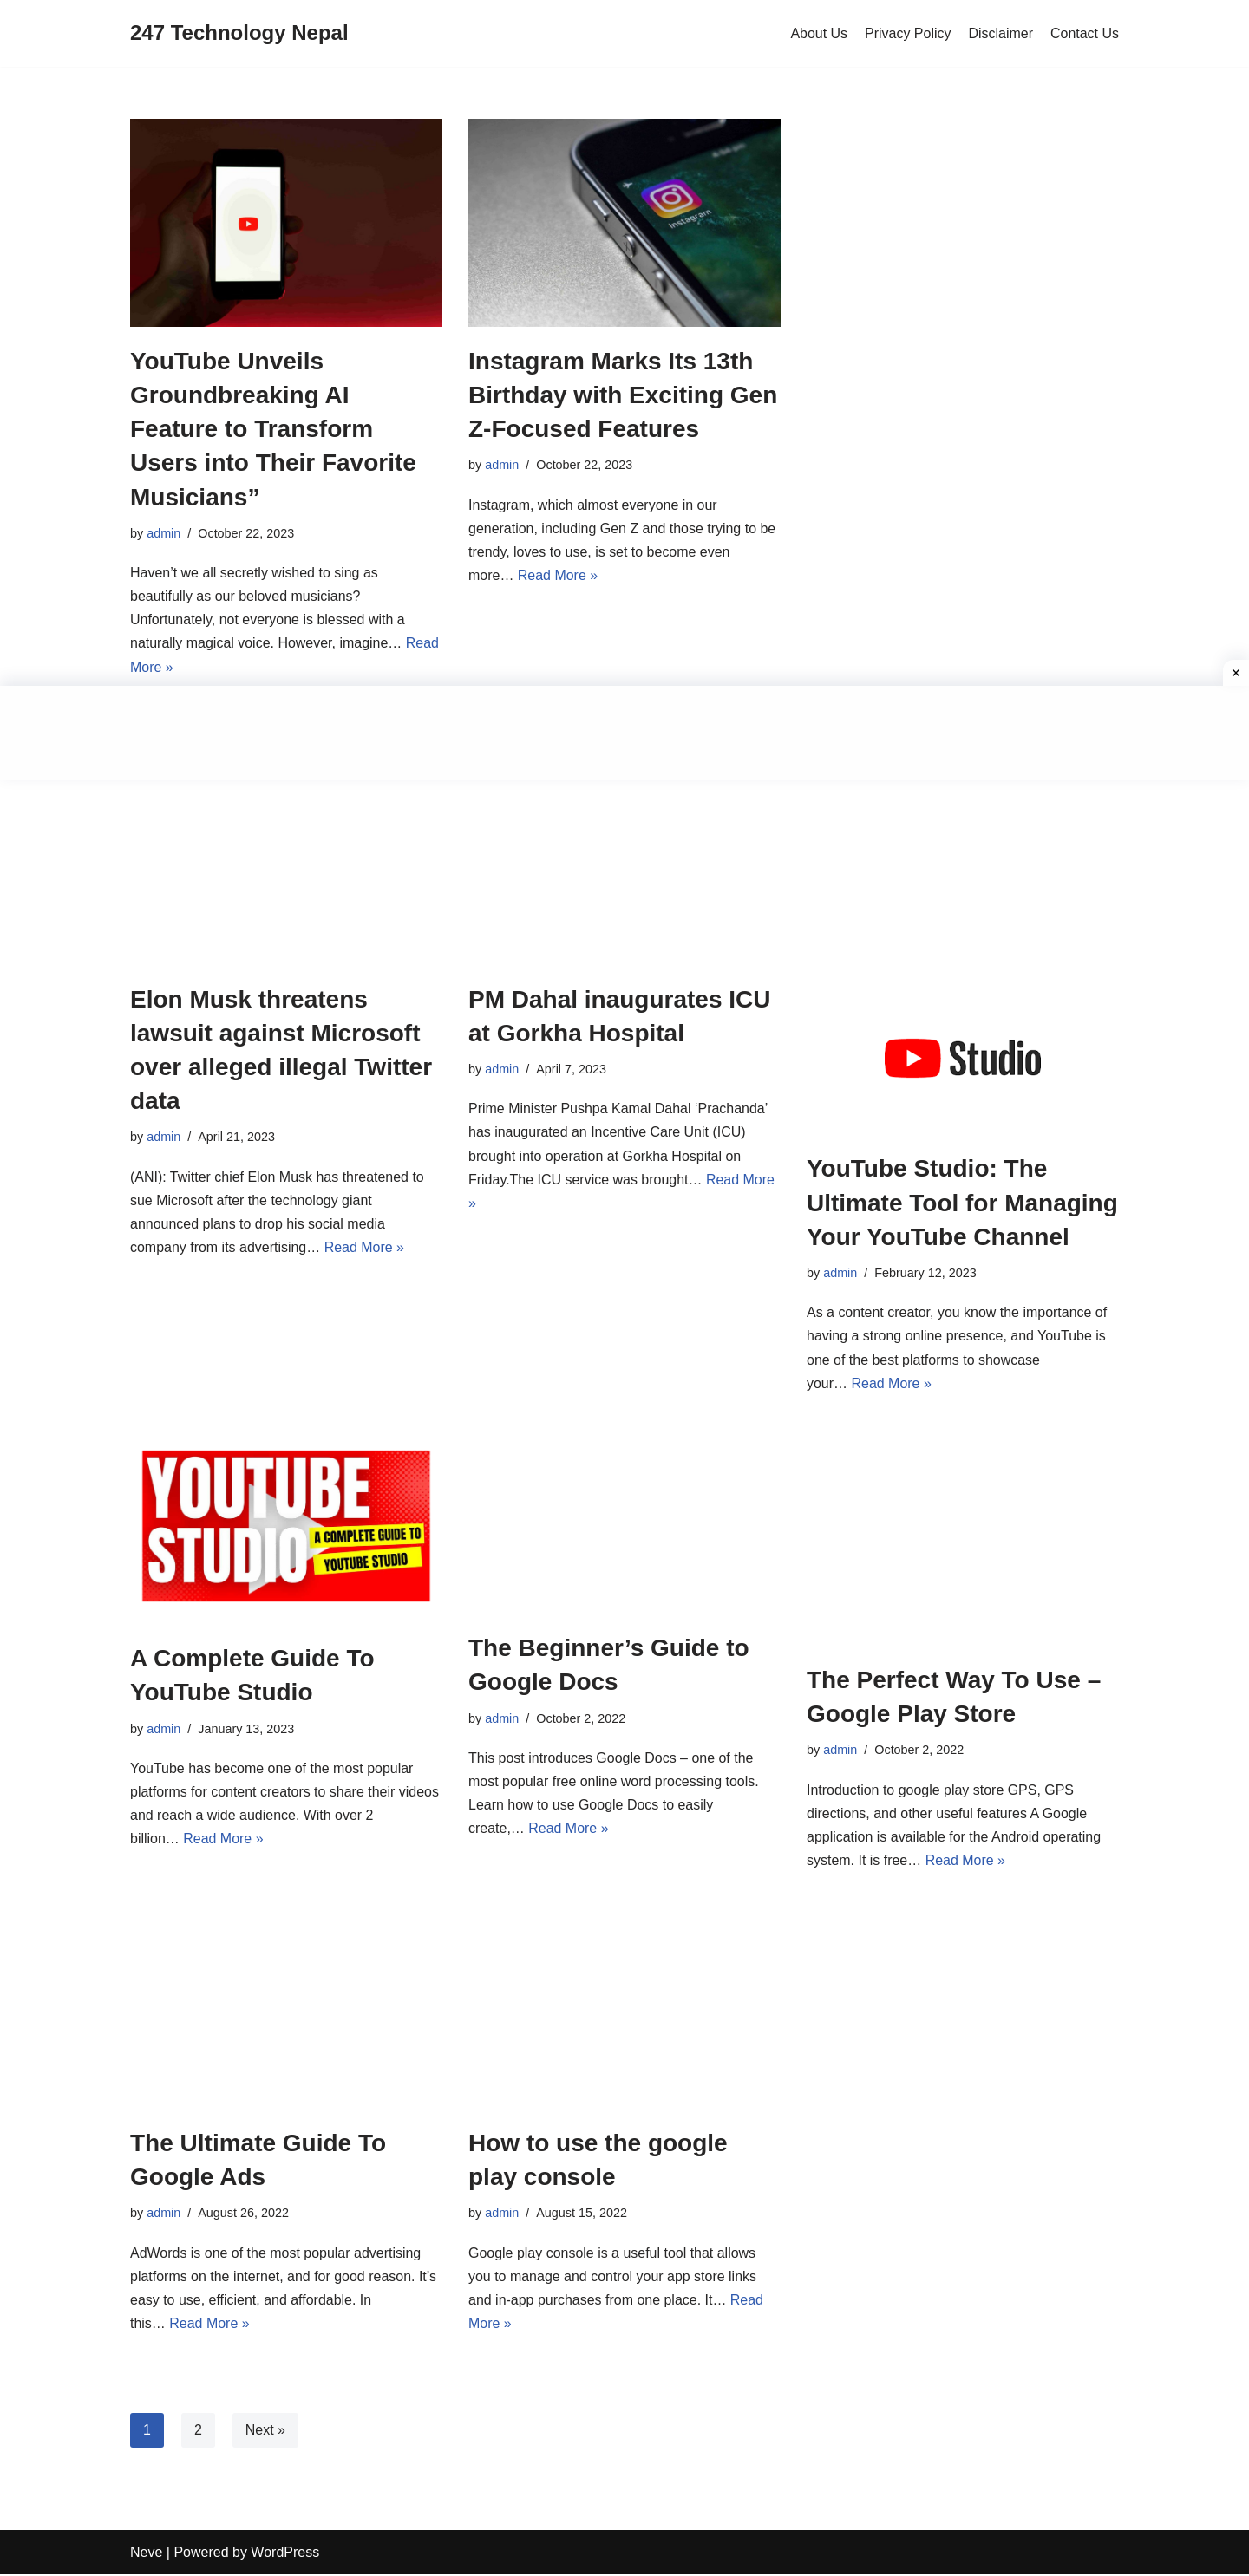 247 Technology Nepal
About Us Privacy Policy Disclaimer Contact Us
YouTube Unveils
Groundbreaking AI
Feature to Transform
Users into Their Favorite
Musicians”
by admin / October 22, 2023
Haven’t we all secretly wished to sing as
beautifully as our beloved musicians?
Unfortunately, not everyone is blessed with a
naturally magical voice. However, imagine… Read
More »
Instagram
Instagram Marks Its 13th
Birthday with Exciting Gen
Z-Focused Features
by admin / October 22, 2023
Instagram, which almost everyone in our
generation, including Gen Z and those trying to be
trendy, loves to use, is set to become even
more… Read More »
×
Elon Musk threatens
lawsuit against Microsoft
over alleged illegal Twitter
data
by admin / April 21, 2023
(ANI): Twitter chief Elon Musk has threatened to
sue Microsoft after the technology giant
announced plans to drop his social media
company from its advertising… Read More »
PM Dahal inaugurates ICU
at Gorkha Hospital
by admin / April 7, 2023
Prime Minister Pushpa Kamal Dahal ‘Prachanda’
has inaugurated an Incentive Care Unit (ICU)
brought into operation at Gorkha Hospital on
Friday.The ICU service was brought… Read More
»
Studio
YouTube Studio: The
Ultimate Tool for Managing
Your YouTube Channel
by admin / February 12, 2023
As a content creator, you know the importance of
having a strong online presence, and YouTube is
one of the best platforms to showcase
your… Read More »
YOUTUBE
STUDIO
A COMPLETE GUIDE TO
YOUTUBE STUDIO
A Complete Guide To
YouTube Studio
by admin / January 13, 2023
YouTube has become one of the most popular
platforms for content creators to share their videos
and reach a wide audience. With over 2
billion… Read More »
The Beginner’s Guide to
Google Docs
by admin / October 2, 2022
This post introduces Google Docs – one of the
most popular free online word processing tools.
Learn how to use Google Docs to easily
create,… Read More »
The Perfect Way To Use –
Google Play Store
by admin / October 2, 2022
Introduction to google play store GPS, GPS
directions, and other useful features A Google
application is available for the Android operating
system. It is free… Read More »
The Ultimate Guide To
Google Ads
by admin / August 26, 2022
AdWords is one of the most popular advertising
platforms on the internet, and for good reason. It’s
easy to use, efficient, and affordable. In
this… Read More »
How to use the google
play console
by admin / August 15, 2022
Google play console is a useful tool that allows
you to manage and control your app store links
and in-app purchases from one place. It… Read
More »
1 2 Next »
Neve | Powered by WordPress